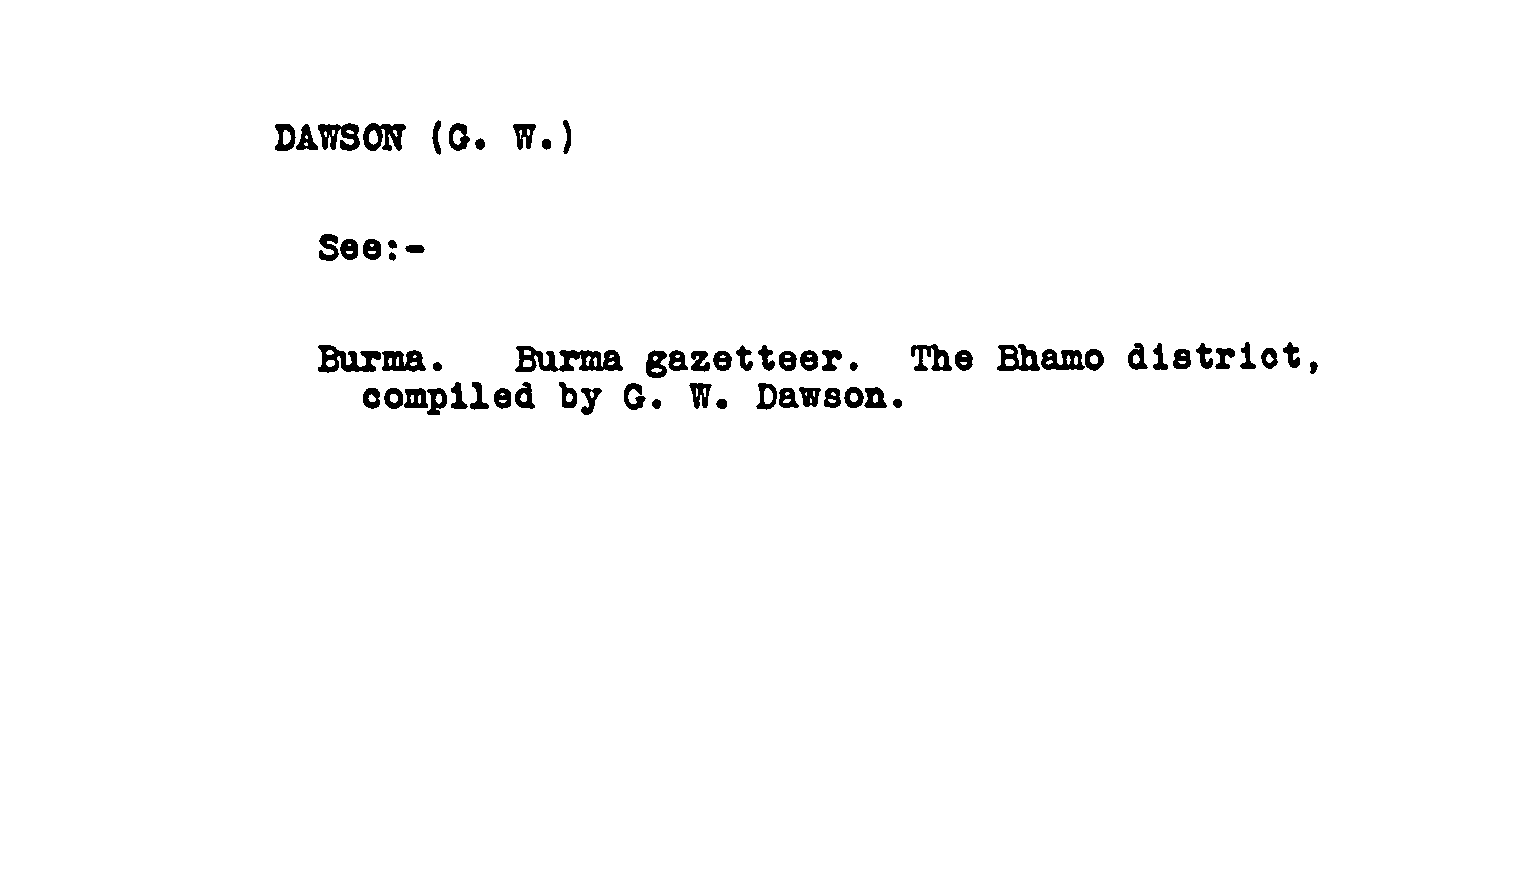 DAWSON (G. W.)
See:-
Burma. Burma gazetteer. The Bhamo district,
compiled by G. W. Dawson.